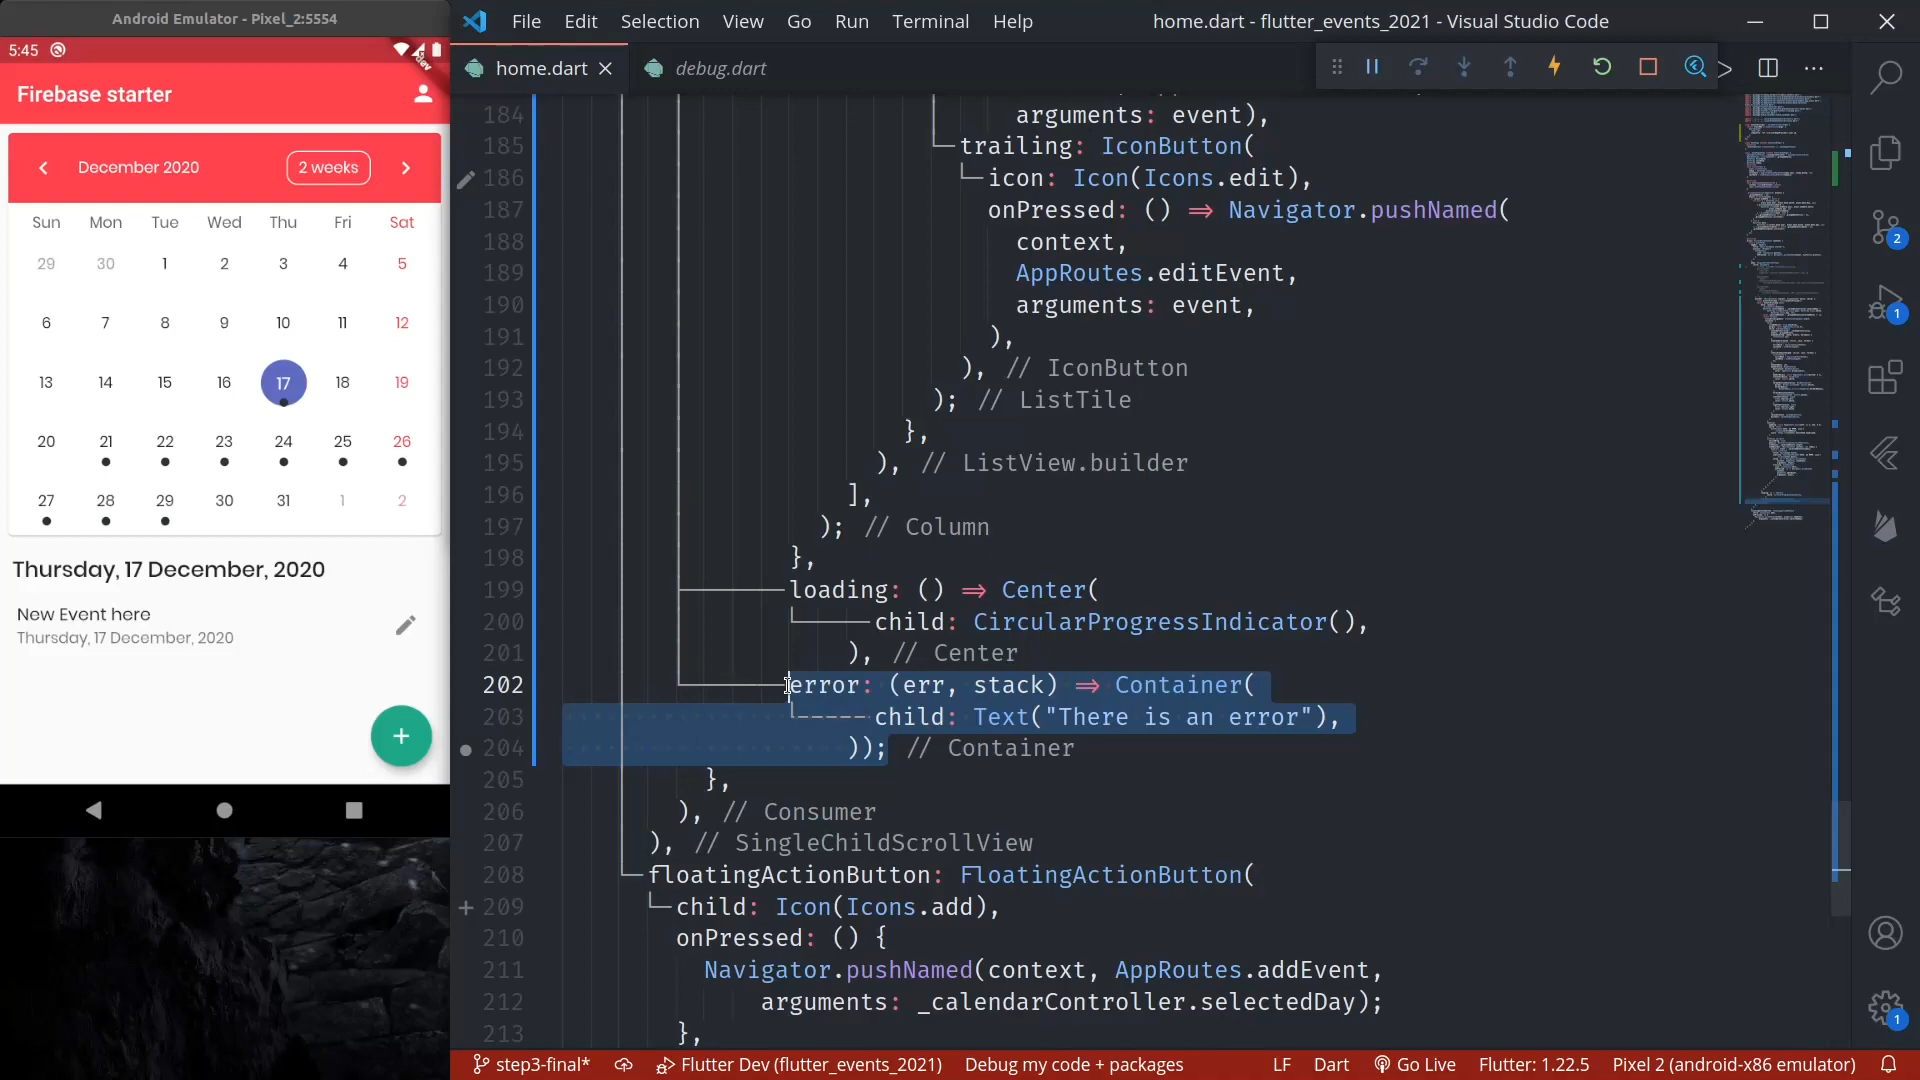 Android Emulator - Pixel_2:5554
5:45
Firebase starter
December 2020
2 weeks
Sun Mon Tue Wed Thu Fri Sat
29 30 1 2 3 4 5
6 7 8 9 10 11 12
13 14 15 16 17 18 19
20 21 22 23 24 25 26
27 28 29 30 31 1 2
Thursday, 17 December, 2020
New Event here
Thursday, 17 December, 2020
+
File Edit Selection View Go Run Terminal Help
home.dart - flutter_events_2021 - Visual Studio Code
home.dart
debug.dart
184 arguments: event),
185 trailing: IconButton(
186 icon: Icon(Icons.edit),
187 onPressed: () => Navigator.pushNamed(
188 context,
189 AppRoutes.editEvent,
190 arguments: event,
191 ),
192 ), // IconButton
193 ); // ListTile
194 },
195 ), // ListView.builder
196 ],
197 ); // Column
198 },
199 loading: () => Center(
200 child: CircularProgressIndicator(),
201 ), // Center
202 error: (err, stack) => Container(
203 child: Text("There is an error"),
204 )); // Container
205 },
206 ), // Consumer
207 ), // SingleChildScrollView
208 floatingActionButton: FloatingActionButton(
209 child: Icon(Icons.add),
210 onPressed: () {
211 Navigator.pushNamed(context, AppRoutes.addEvent,
212 arguments: _calendarController.selectedDay);
213 },
2
1
1
step3-final*
Flutter Dev (flutter_events_2021)
Debug my code + packages
LF
Dart
Go Live
Flutter: 1.22.5
Pixel 2 (android-x86 emulator)